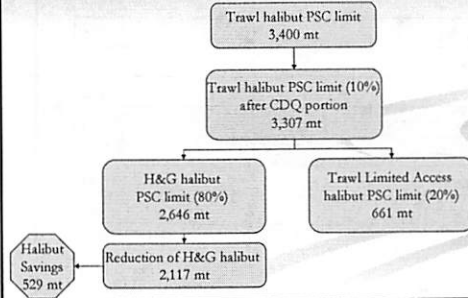 Trawl halibut PSC limit
3,400 mt
Trawl halibut PSC limit (10%)
after CDQ portion
3,307 mt
H&G halibut
PSC limit (80%)
2,646 mt
Trawl Limited Access
halibut PSC limit (20%)
661 mt
Halibut
Savings
529 mt
Reduction of H&G halibut
2,117 mt